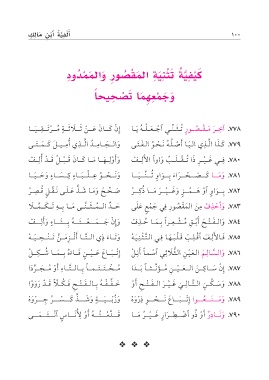 ١٠٠ أَلْفِيَّةُ ابْنِ مَالِكٍ
كَيْفِيَّةُ تَثْنِيَةِ الْمَقْصُورِ وَالْمَمْدُودِ
وَجَمْعِهِمَا تَصْحِيحاً
٧٧٨. آخِرَ مَقْصُورٍ تُثَنِّي اجْعَلْهُ يَا إِنْ كَانَ عَنْ ثَلَاثَةٍ مُرْتَقِيَا
٧٧٩. كَذَا الَّذِي الْيَا أَصْلُهُ نَحْوُ الْفَتَى وَالْجَامِدُ الَّذِي أُمِيلَ كَمَتَى
٧٨٠. فِي غَيْرِ ذَا تُقْلَبُ وَاواً الْأَلِفْ وَأَوْلِهَا مَا كَانَ قَبْلُ قَدْ أُلِفْ
٧٨١. وَمَا كَصَحْرَاءَ بِوَاوٍ ثُنِّيَا وَنَحْوُ عِلْبَاءٍ كِسَاءٍ وَحَيَا
٧٨٢. بِوَاوٍ أَوْ هَمْزٍ وَغَيْرَ مَا ذُكِرْ صَحِّحْ وَمَا شَذَّ عَلَى نَقْلٍ قُصِرْ
٧٨٣. وَاحْذِفْ مِنَ الْمَقْصُورِ فِي جَمْعٍ عَلَى حَدِّ الْمُثَنَّى مَا بِهِ تَكَمَّلَا
٧٨٤. وَالْفَتْحَ أَبْقِ مُشْعِراً بِمَا حُذِفْ وَإِنْ جَمَعْتَهُ بِتَاءٍ وَأَلِفْ
٧٨٥. فَالْأَلِفَ اقْلِبْ قَلْبَهَا فِي التَّثْنِيَهْ وَتَاءَ ذِي التَّا أَلْزِمَنَّ تَنْحِيَهْ
٧٨٦. وَالسَّالِمَ الْعَيْنِ الثُّلَاثِي اسْماً أَنِلْ إِتْبَاعَ عَيْنٍ فَاءَهُ بِمَا شُكِلْ
٧٨٧. إِنْ سَاكِنَ الْعَيْنِ مُؤَنَّثاً بَدَا مُخْتَتَماً بِالتَّاءِ أَوْ مُجَرَّدَا
٧٨٨. وَسَكِّنِ التَّالِيَ غَيْرَ الْفَتْحِ أَوْ خَفِّفْهُ بِالْفَتْحِ فَكُلّاً قَدْ رَوَوْا
٧٨٩. وَمَنَعُوا إِتْبَاعَ نَحْوِ ذِرْوَهْ وَزُبْيَةٍ وَشَذَّ كَسْرُ جِرْوَهْ
٧٩٠. وَنَادِرٌ أَوْ ذُو اضْطِرَارٍ غَيْرُ مَا قَدَّمْتُهُ أَوْ لِأُنَاسٍ انْتَمَى